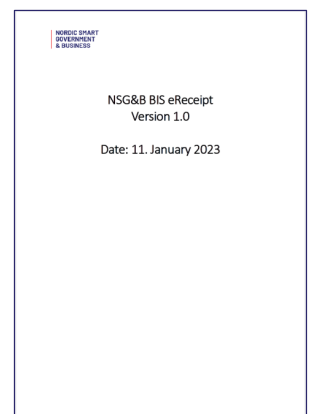 NORDIC SMART
GOVERNMENT
& BUSINESS
NSG&B BIS eReceipt
Version 1.0
Date: 11. January 2023